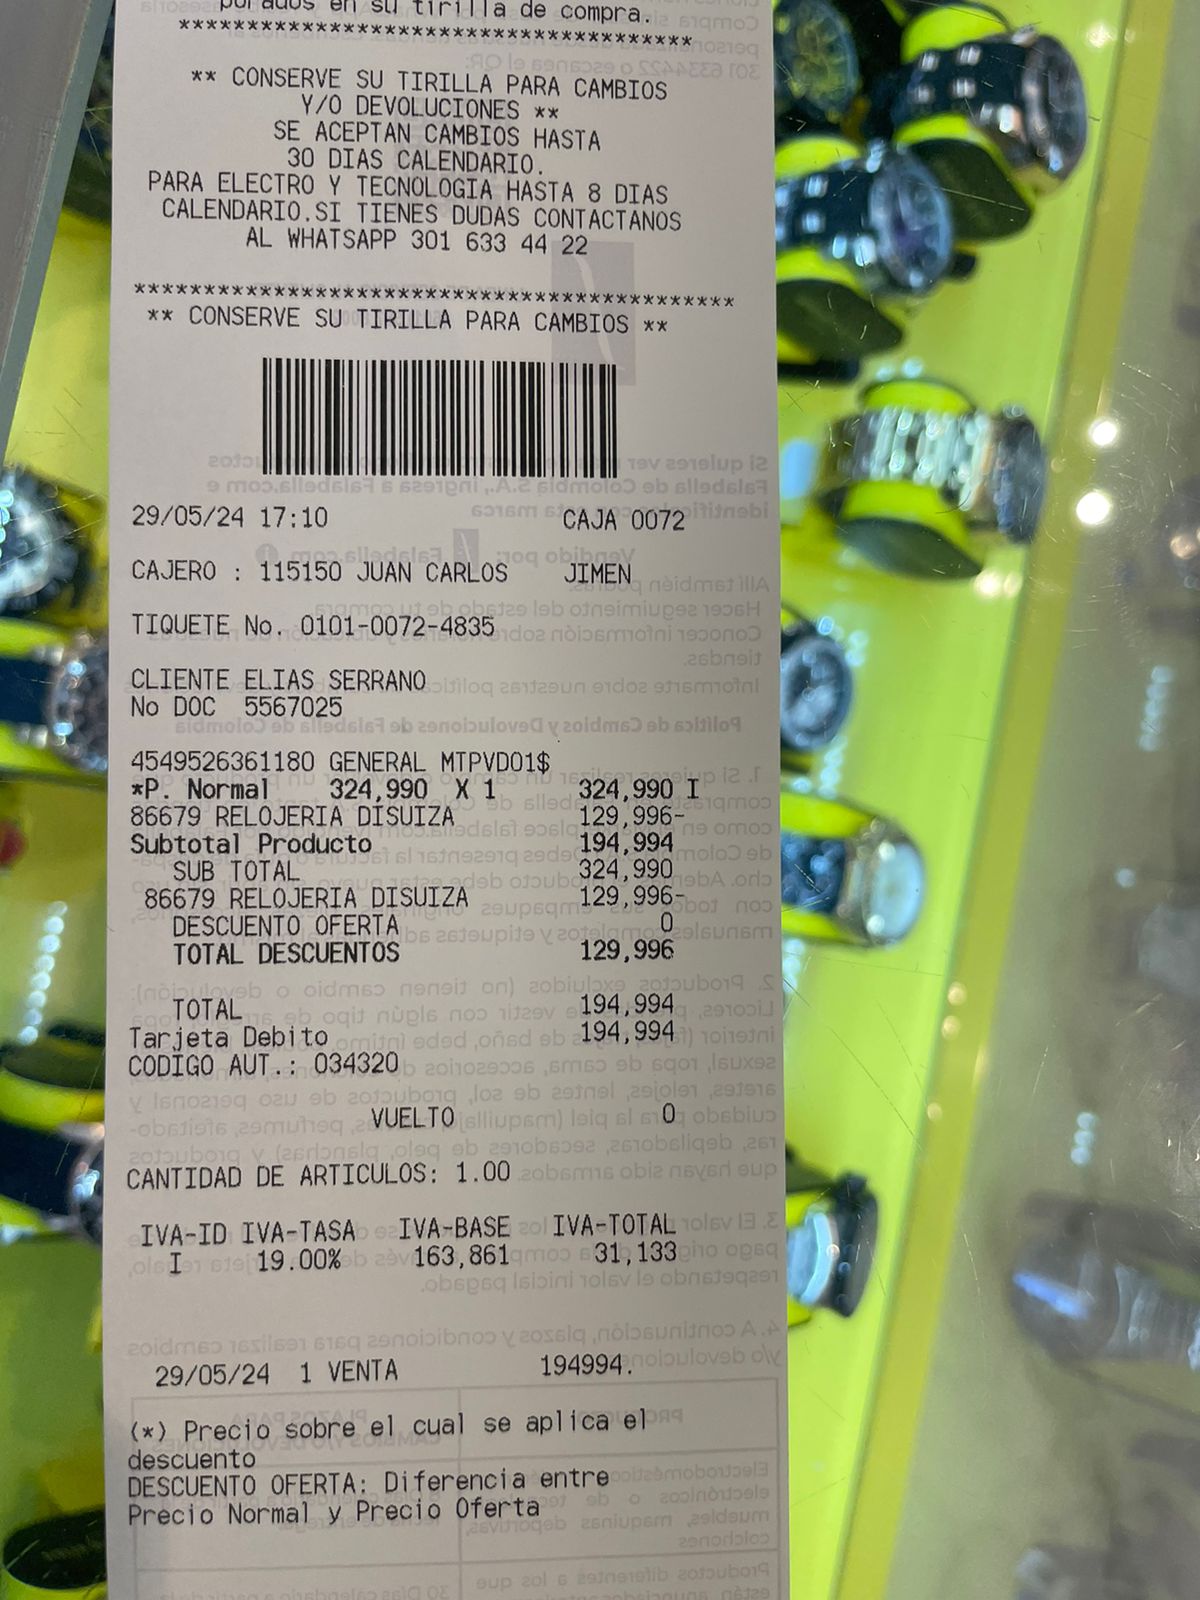 en su tirilla de compra.
*************************************
** CONSERVE SU TIRILLA PARA CAMBIOS
Y/O DEVOLUCIONES **
SE ACEPTAN CAMBIOS HASTA
30 DIAS CALENDARIO.
PARA ELECTRO Y TECNOLOGIA HASTA 8 DIAS
CALENDARIO.SI TIENES DUDAS CONTACTANOS
AL WHATSAPP 301 633 44 22
*******************************************
** CONSERVE SU TIRILLA PARA CAMBIOS **
29/05/24 17:10 CAJA 0072
CAJERO : 115150 JUAN CARLOS JIMEN
TIQUETE No. 0101-0072-4835
CLIENTE ELIAS SERRANO
No DOC 5567025
4549526361180 GENERAL MTPVD01$
*P. Normal 324,990 X 1 324,990 I
86679 RELOJERIA DISUIZA 129,996-
Subtotal Producto 194,994
SUB TOTAL 324,990
86679 RELOJERIA DISUIZA 129,996-
DESCUENTO OFERTA 0
TOTAL DESCUENTOS 129,996
TOTAL 194,994
Tarjeta Debito 194,994
CODIGO AUT.: 034320
VUELTO 0
CANTIDAD DE ARTICULOS: 1.00
IVA-ID IVA-TASA IVA-BASE IVA-TOTAL
I 19.00% 163,861 31,133
29/05/24 1 VENTA 194994.
(*) Precio sobre el cual se aplica el
descuento
DESCUENTO OFERTA: Diferencia entre
Precio Normal y Precio Oferta